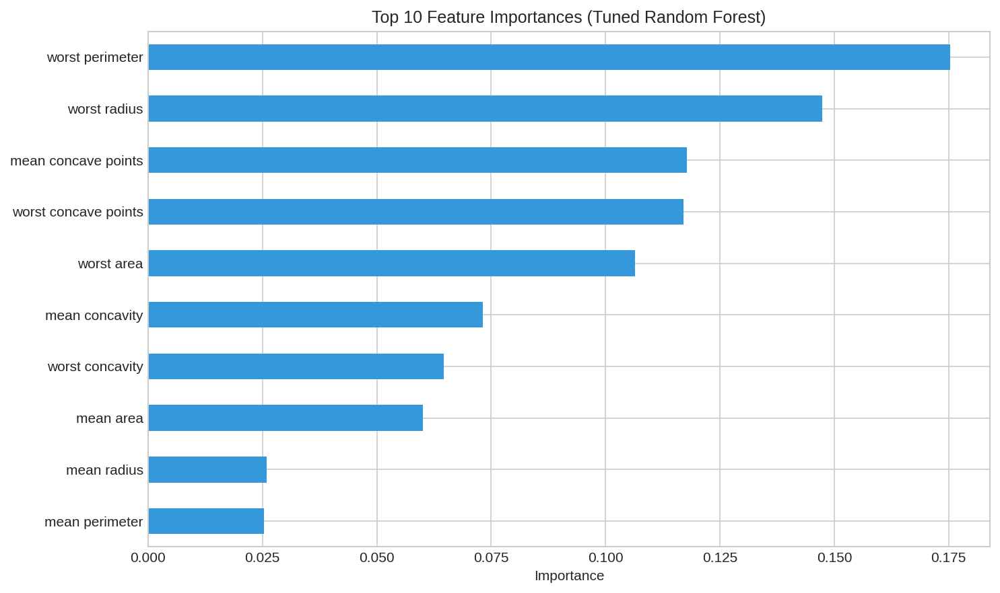 Top 10 Feature Importances (Tuned Random Forest)
worst perimeter
worst radius
mean concave points
worst concave points
worst area
mean concavity
worst concavity
mean area
mean radius
mean perimeter
0.000 0.025 0.050 0.075 0.100 0.125 0.150 0.175
Importance